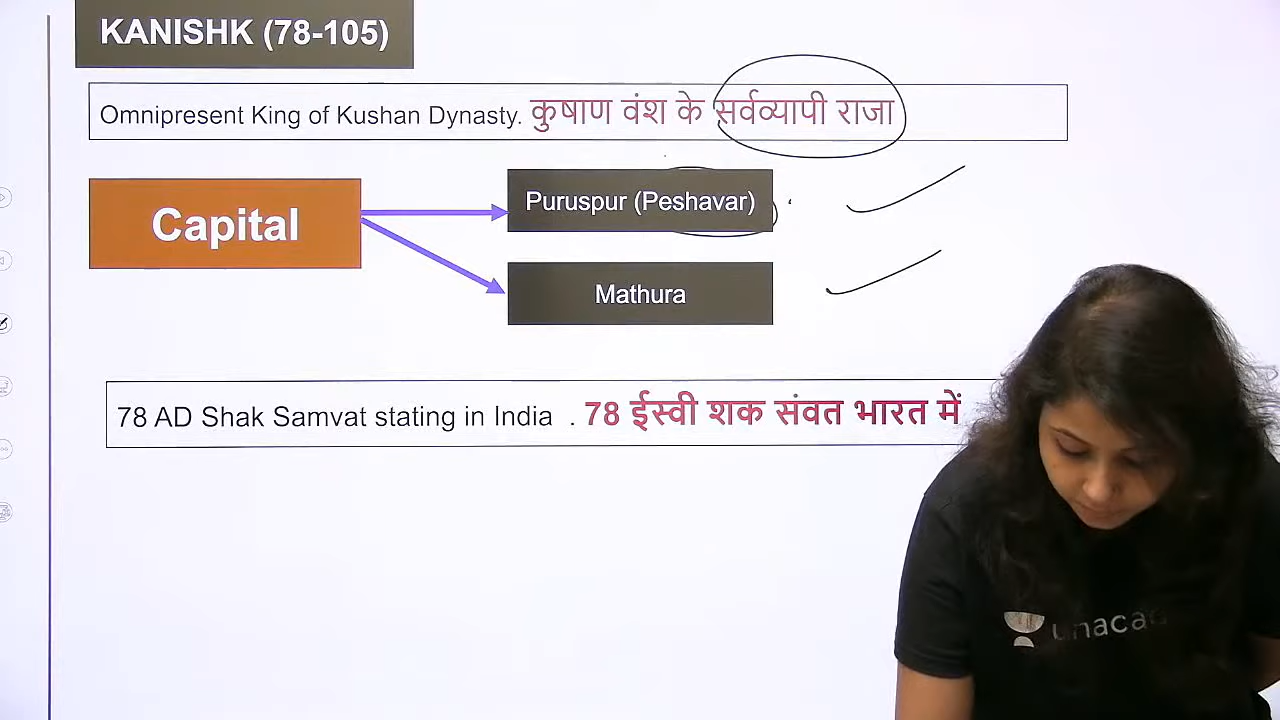 KANISHK (78-105)
Omnipresent King of Kushan Dynasty. कुषाण वंश के सर्वव्यापी राजा
Capital
Puruspur (Peshavar)
Mathura
78 AD Shak Samvat stating in India . 78 ईस्वी शक संवत भारत में